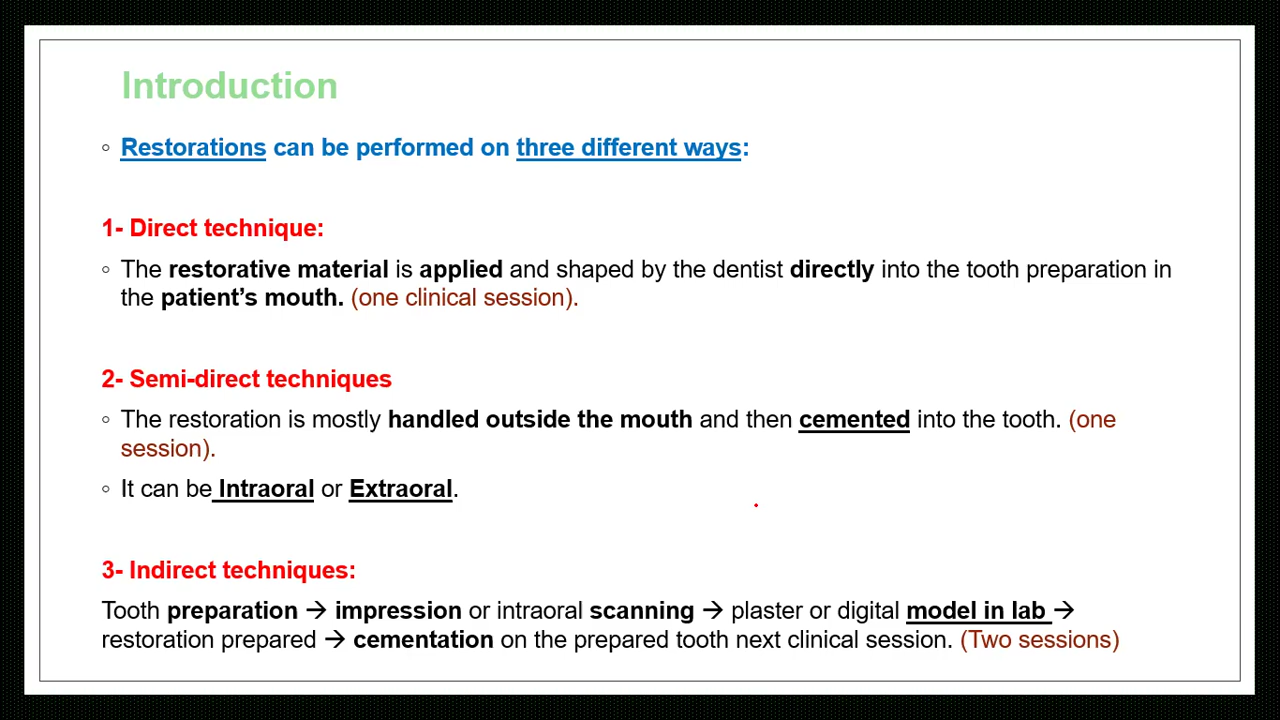 Introduction
◦ Restorations can be performed on three different ways:
1- Direct technique:
◦ The restorative material is applied and shaped by the dentist directly into the tooth preparation in
the patient’s mouth. (one clinical session).
2- Semi-direct techniques
◦ The restoration is mostly handled outside the mouth and then cemented into the tooth. (one
session).
◦ It can be Intraoral or Extraoral.
3- Indirect techniques:
Tooth preparation → impression or intraoral scanning → plaster or digital model in lab →
restoration prepared → cementation on the prepared tooth next clinical session. (Two sessions)